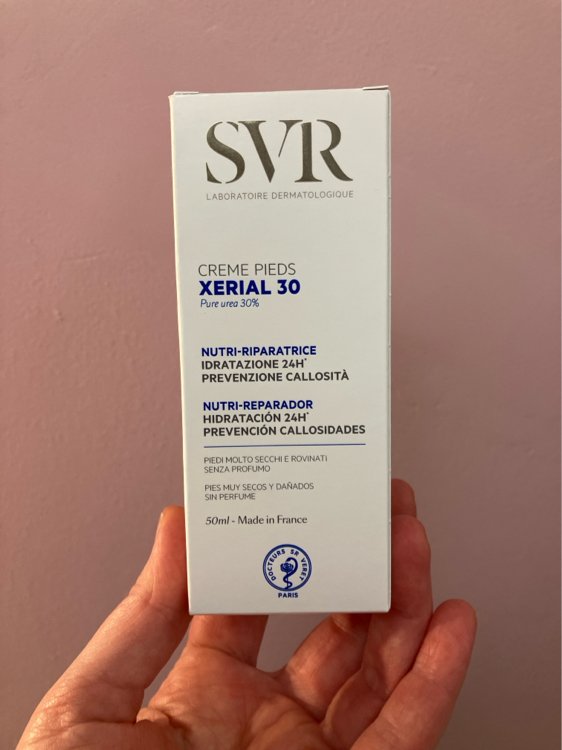 SVR
LABORATOIRE DERMATOLOGIQUE
CREME PIEDS
XERIAL 30
Pure urea 30%
NUTRI-RIPARATRICE
IDRATAZIONE 24H*
PREVENZIONE CALLOSITÀ
NUTRI-REPARADOR
HIDRATACIÓN 24H*
PREVENCIÓN CALLOSIDADES
PIEDI MOLTO SECCHI E ROVINATI
SENZA PROFUMO
PIES MUY SECOS Y DAÑADOS
SIN PERFUME
50ml - Made in France
DOCTEURS SR VERET
PARIS